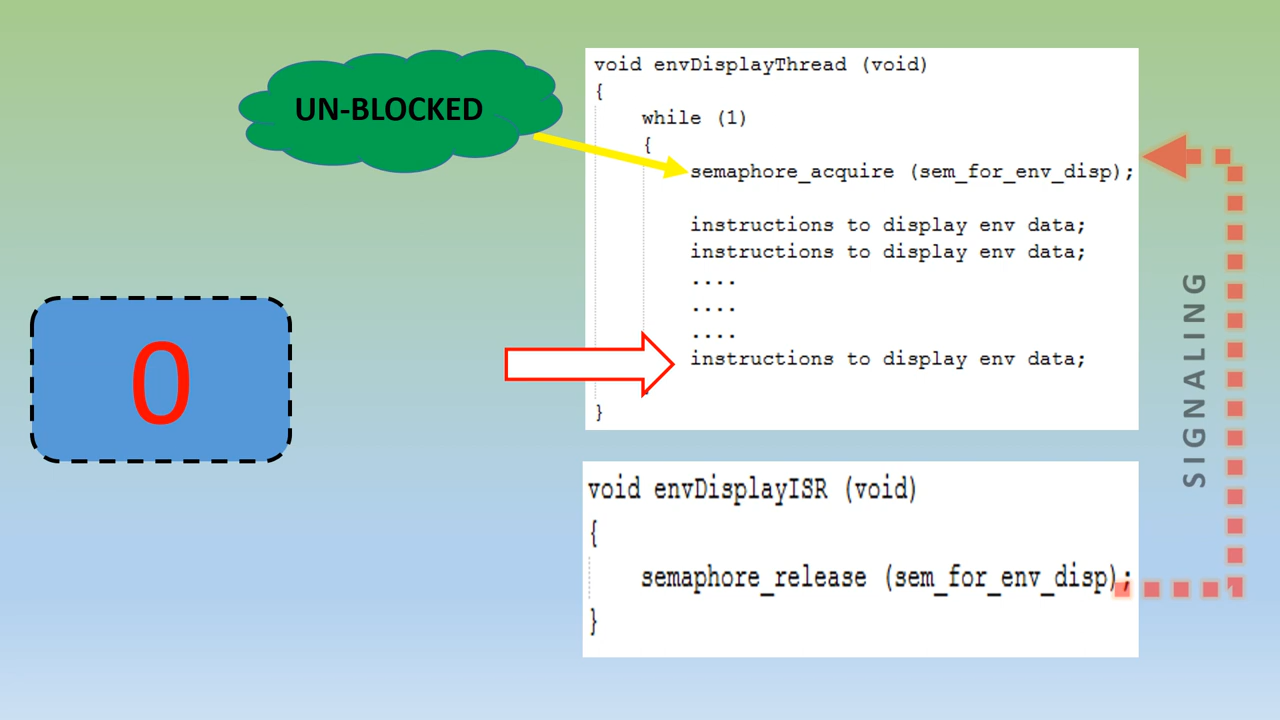 UN-BLOCKED
void envDisplayThread (void)
{
while (1)
{
semaphore_acquire (sem_for_env_disp);
instructions to display env data;
instructions to display env data;
....
....
....
instructions to display env data;
}
0
SIGNALING
void envDisplayISR (void)
{
semaphore_release (sem_for_env_disp);
}